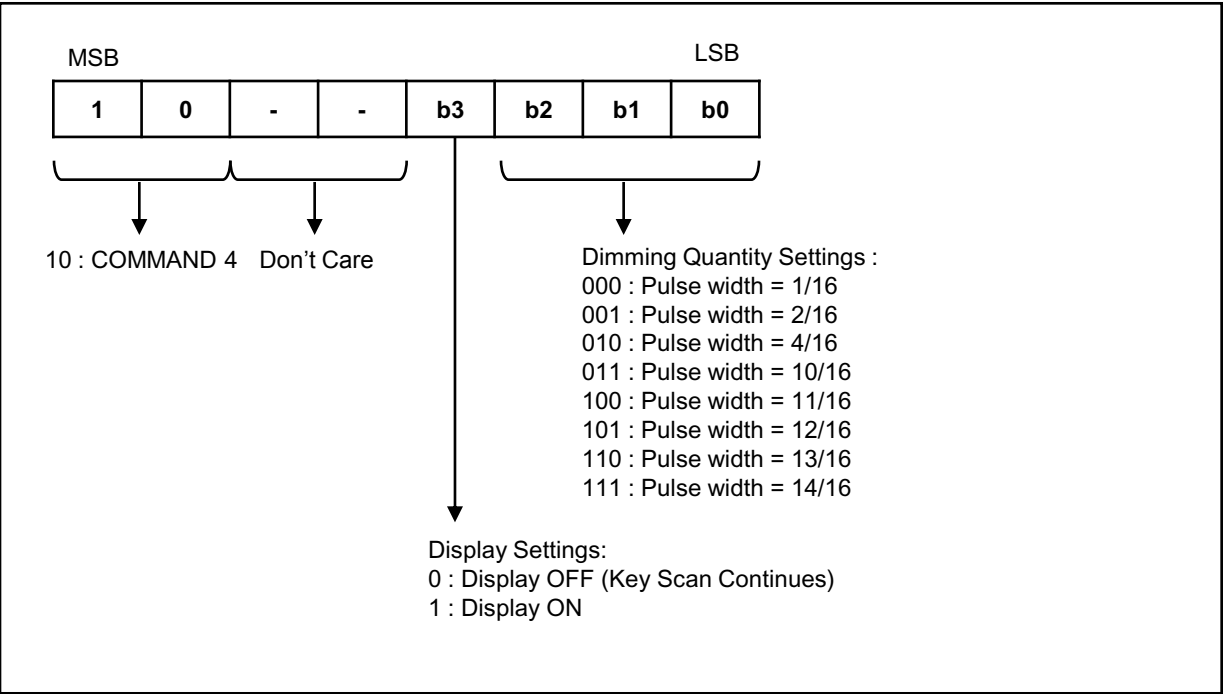 MSB LSB
1 0 - - b3 b2 b1 b0
10 : COMMAND 4 Don't Care
Dimming Quantity Settings :
000 : Pulse width = 1/16
001 : Pulse width = 2/16
010 : Pulse width = 4/16
011 : Pulse width = 10/16
100 : Pulse width = 11/16
101 : Pulse width = 12/16
110 : Pulse width = 13/16
111 : Pulse width = 14/16
Display Settings:
0 : Display OFF (Key Scan Continues)
1 : Display ON